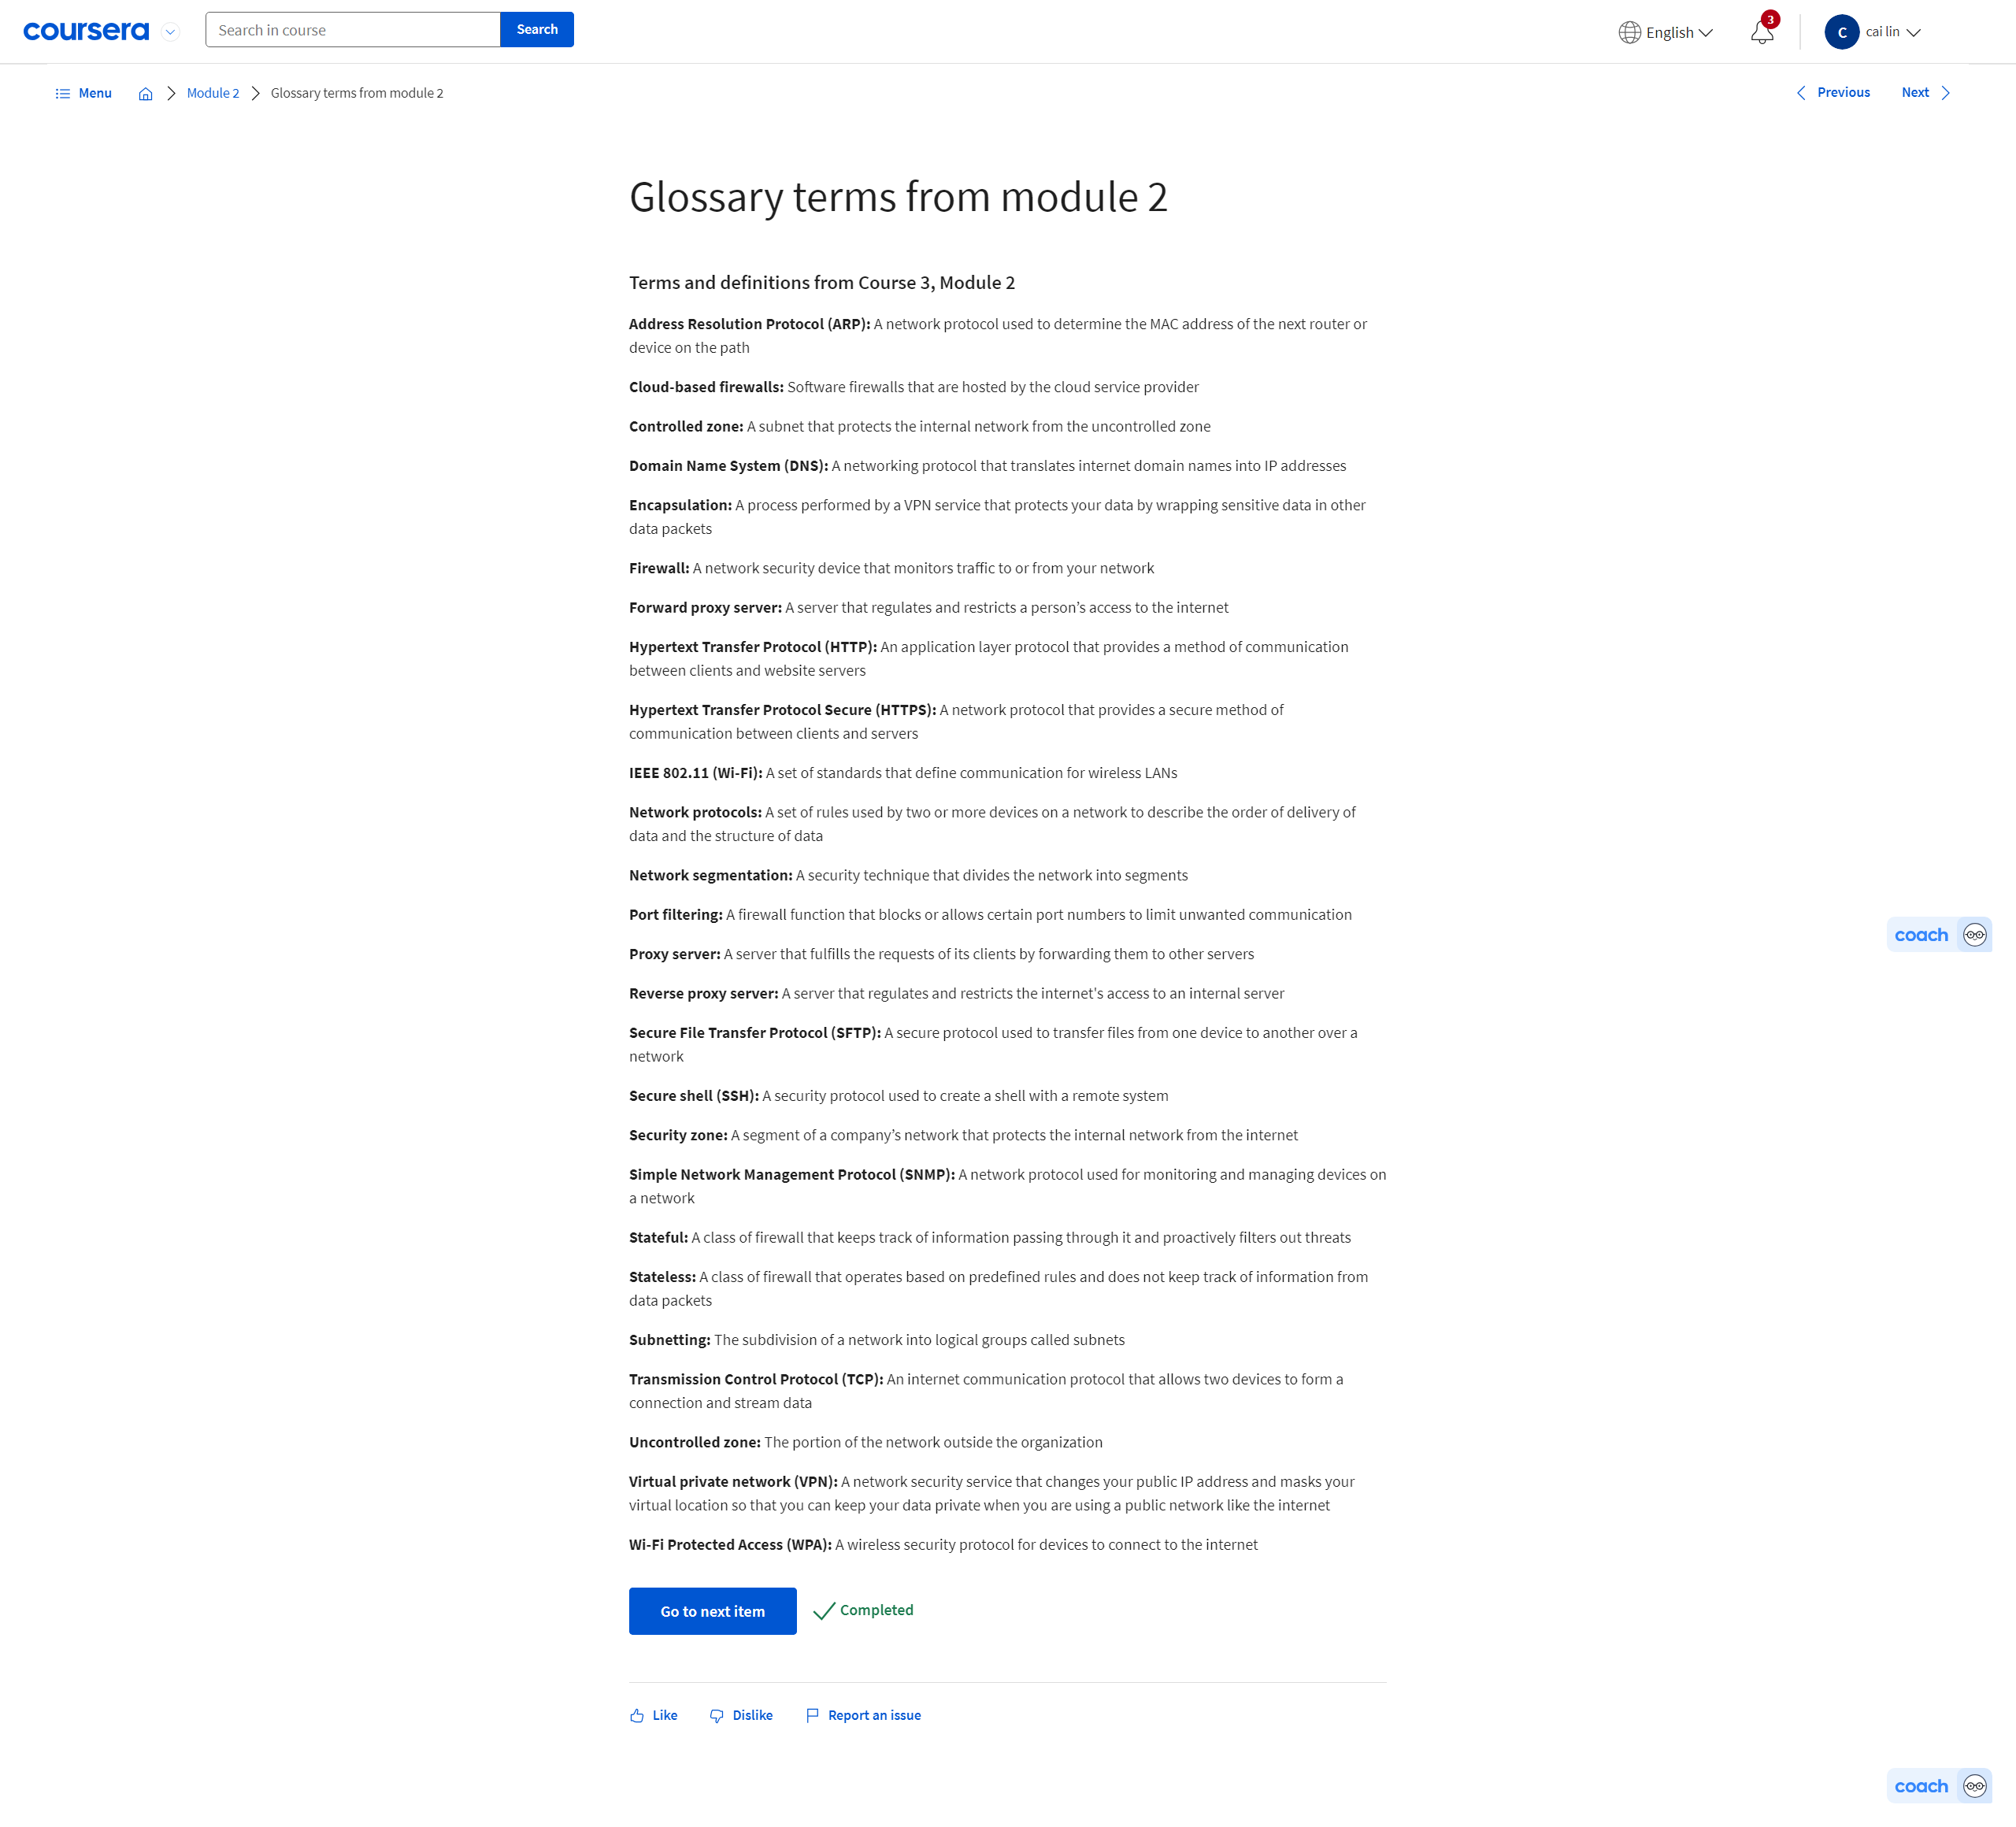 coursera
Search in course
Search
English
3
C
cai lin
Menu
Module 2
Glossary terms from module 2
Previous
Next
Glossary terms from module 2
Terms and definitions from Course 3, Module 2
Address Resolution Protocol (ARP): A network protocol used to determine the MAC address of the next router or
device on the path
Cloud-based firewalls: Software firewalls that are hosted by the cloud service provider
Controlled zone: A subnet that protects the internal network from the uncontrolled zone
Domain Name System (DNS): A networking protocol that translates internet domain names into IP addresses
Encapsulation: A process performed by a VPN service that protects your data by wrapping sensitive data in other
data packets
Firewall: A network security device that monitors traffic to or from your network
Forward proxy server: A server that regulates and restricts a person’s access to the internet
Hypertext Transfer Protocol (HTTP): An application layer protocol that provides a method of communication
between clients and website servers
Hypertext Transfer Protocol Secure (HTTPS): A network protocol that provides a secure method of
communication between clients and servers
IEEE 802.11 (Wi-Fi): A set of standards that define communication for wireless LANs
Network protocols: A set of rules used by two or more devices on a network to describe the order of delivery of
data and the structure of data
Network segmentation: A security technique that divides the network into segments
Port filtering: A firewall function that blocks or allows certain port numbers to limit unwanted communication
coach
Proxy server: A server that fulfills the requests of its clients by forwarding them to other servers
Reverse proxy server: A server that regulates and restricts the internet's access to an internal server
Secure File Transfer Protocol (SFTP): A secure protocol used to transfer files from one device to another over a
network
Secure shell (SSH): A security protocol used to create a shell with a remote system
Security zone: A segment of a company’s network that protects the internal network from the internet
Simple Network Management Protocol (SNMP): A network protocol used for monitoring and managing devices on
a network
Stateful: A class of firewall that keeps track of information passing through it and proactively filters out threats
Stateless: A class of firewall that operates based on predefined rules and does not keep track of information from
data packets
Subnetting: The subdivision of a network into logical groups called subnets
Transmission Control Protocol (TCP): An internet communication protocol that allows two devices to form a
connection and stream data
Uncontrolled zone: The portion of the network outside the organization
Virtual private network (VPN): A network security service that changes your public IP address and masks your
virtual location so that you can keep your data private when you are using a public network like the internet
Wi-Fi Protected Access (WPA): A wireless security protocol for devices to connect to the internet
Go to next item
Completed
Like
Dislike
Report an issue
coach